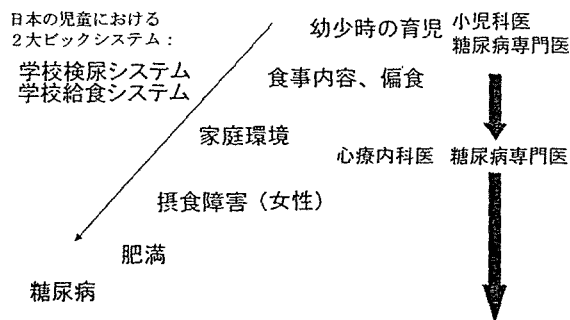 日本の児童における
2大ビックシステム：
学校検尿システム
学校給食システム
幼少時の育児 小児科医
糖尿病専門医
食事内容、偏食
家庭環境
心療内科医 糖尿病専門医
摂食障害（女性）
肥満
糖尿病